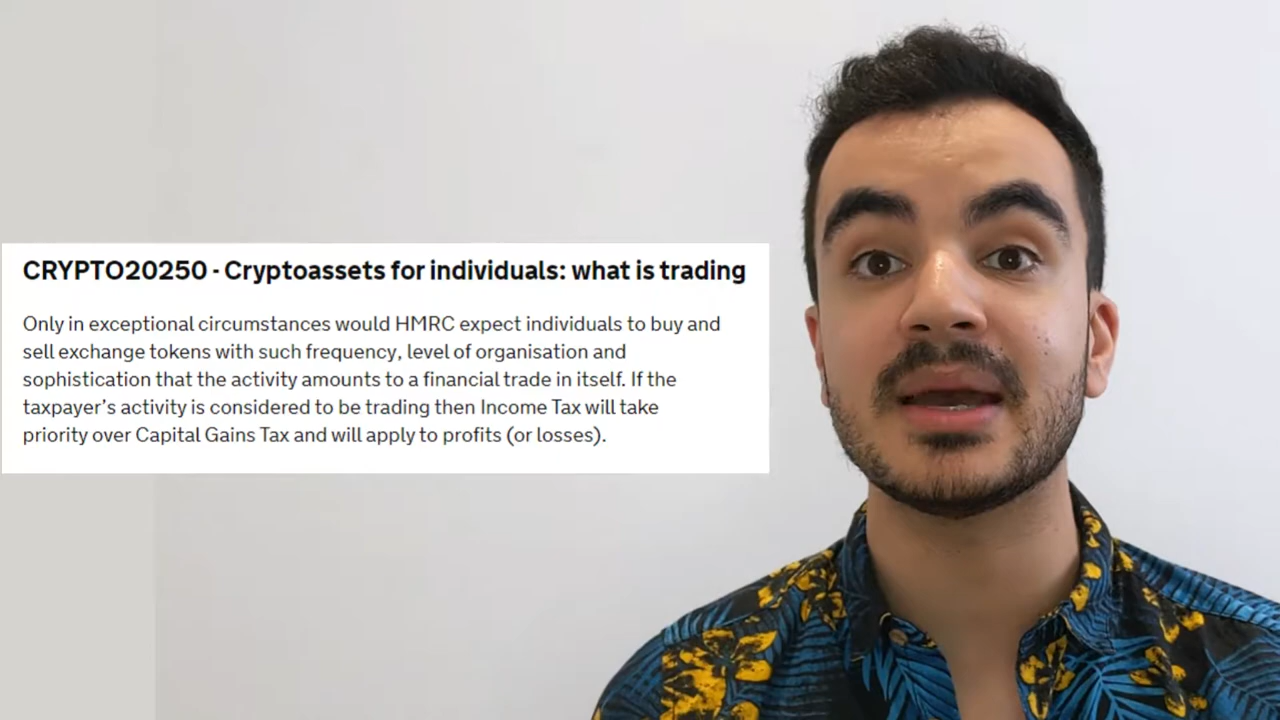 CRYPTO20250 - Cryptoassets for individuals: what is trading
Only in exceptional circumstances would HMRC expect individuals to buy and
sell exchange tokens with such frequency, level of organisation and
sophistication that the activity amounts to a financial trade in itself. If the
taxpayer’s activity is considered to be trading then Income Tax will take
priority over Capital Gains Tax and will apply to profits (or losses).